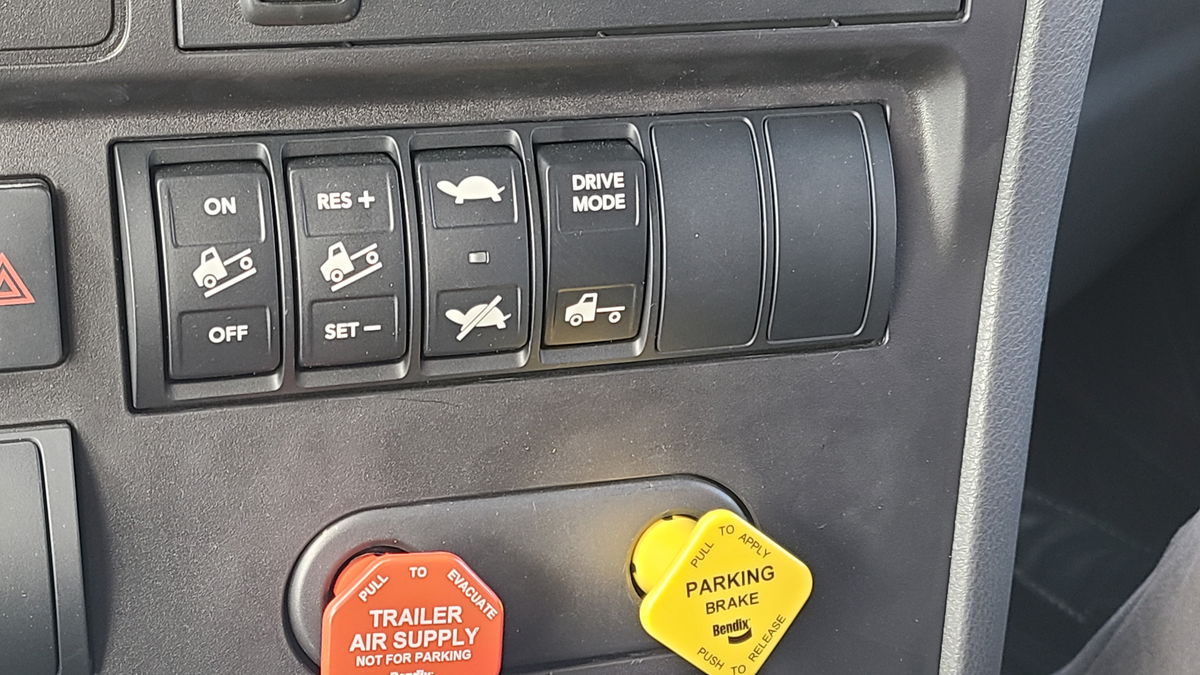 ON
OFF
RES +
SET −
DRIVE
MODE
PULL TO EVACUATE
TRAILER
AIR SUPPLY
NOT FOR PARKING
Bendix
PULL TO APPLY
PARKING
BRAKE
Bendix
PUSH TO RELEASE